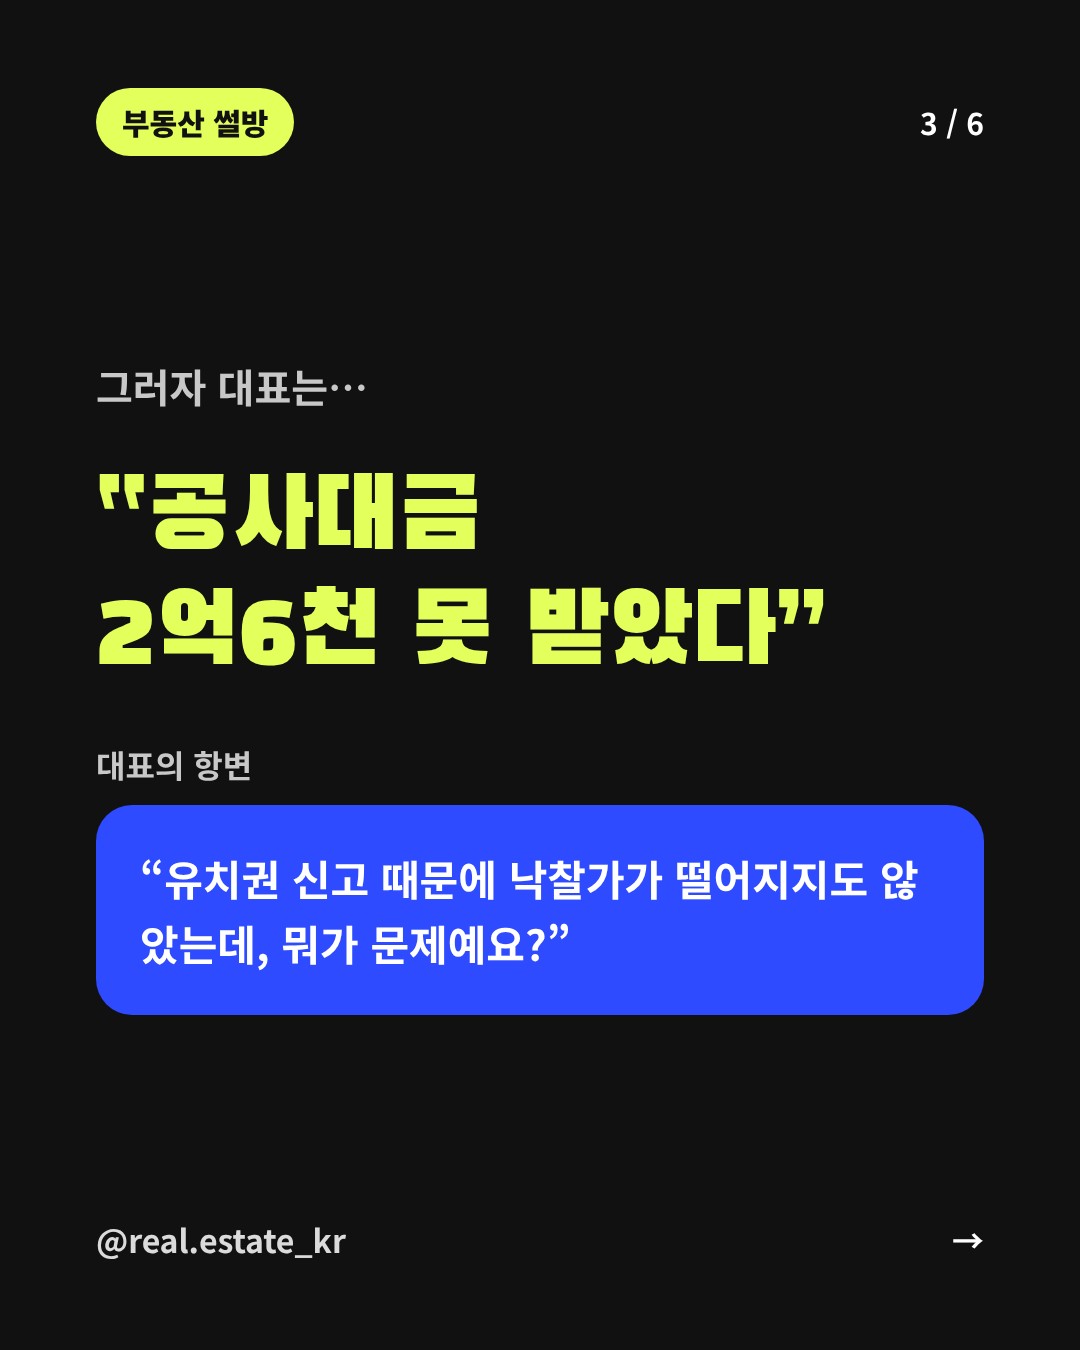 부동산 썰방
3 / 6
그러자 대표는…
“공사대금
2억6천 못 받았다”
대표의 항변
“유치권 신고 때문에 낙찰가가 떨어지지도 않
았는데, 뭐가 문제예요?”
@real.estate_kr
→